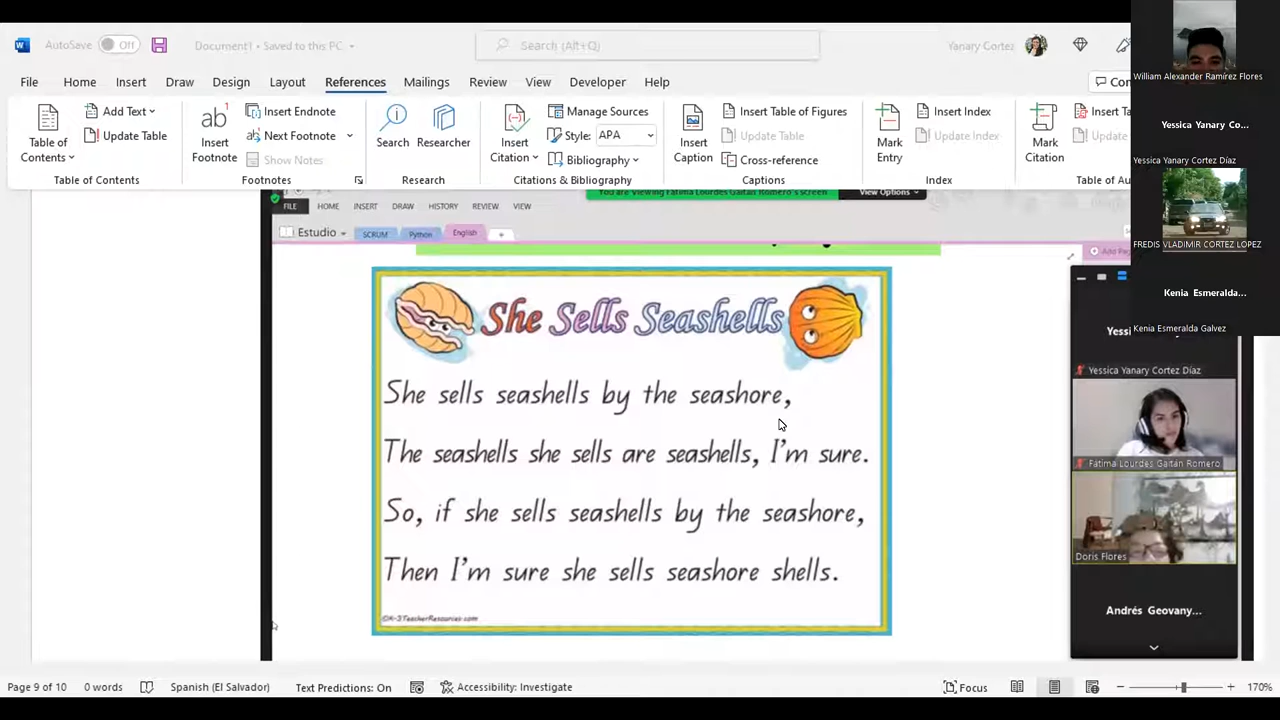 AutoSave Off Document1 • Saved to this PC Search (Alt+Q) Yanary Cortez
File Home Insert Draw Design Layout References Mailings Review View Developer Help
Table of Contents
Add Text
Update Table
Table of Contents
Insert Footnote
Insert Endnote
Next Footnote
Show Notes
Footnotes
Search
Researcher
Research
Insert Citation
Manage Sources
Style: APA
Bibliography
Citations & Bibliography
Insert Caption
Insert Table of Figures
Update Table
Cross-reference
Captions
Mark Entry
Insert Index
Update Index
Index
Mark Citation
William Alexander Ramírez Flores
Yessica Yanary Co...
Yessica Yanary Cortez Díaz
FREDIS VLADIMIR CORTEZ LOPEZ
Kenia Esmeralda...
Kenia Esmeralda Galvez
You are viewing Fatima Lourdes Gaitán Romero's screen View Options
FILE HOME INSERT DRAW HISTORY REVIEW VIEW
Estudio SCRUM Python English +
She Sells Seashells
She sells seashells by the seashore,
The seashells she sells are seashells, I'm sure.
So, if she sells seashells by the seashore,
Then I'm sure she sells seashore shells.
©K-3TeacherResources.com
Yessica Yanary Cortez Díaz
Fátima Lourdes Gaitán Romero
Doris Flores
Andrés Geovany...
Page 9 of 10 0 words Spanish (El Salvador) Text Predictions: On Accessibility: Investigate Focus 170%